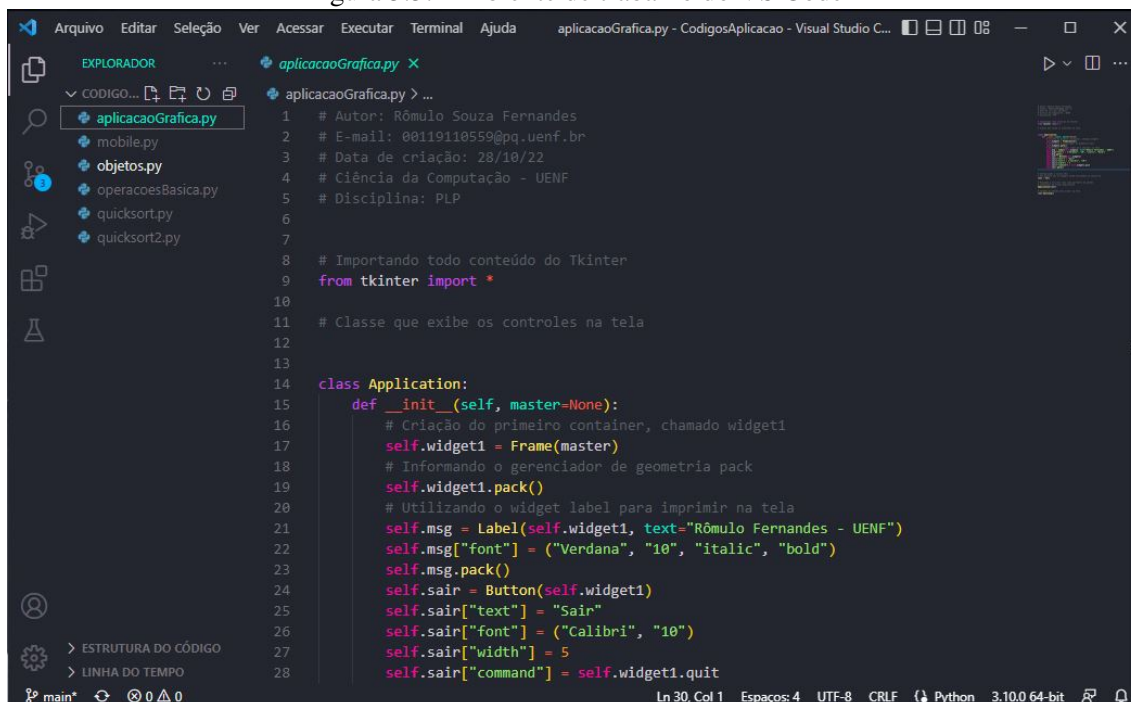 Arquivo Editar Seleção Ver Acessar Executar Terminal Ajuda aplicacaoGrafica.py - CodigosAplicacao - Visual Studio C...
EXPLORADOR ...
CODIGO...
aplicacaoGrafica.py
mobile.py
objetos.py
operacoesBasica.py
quicksort.py
quicksort2.py
3
ESTRUTURA DO CÓDIGO
LINHA DO TEMPO
aplicacaoGrafica.py
aplicacaoGrafica.py > ...
1 # Autor: Rômulo Souza Fernandes
2 # E-mail: 00119110559@pq.uenf.br
3 # Data de criação: 28/10/22
4 # Ciência da Computação - UENF
5 # Disciplina: PLP
6
7
8 # Importando todo conteúdo do Tkinter
9 from tkinter import *
10
11 # Classe que exibe os controles na tela
12
13
14 class Application:
15 def __init__(self, master=None):
16 # Criação do primeiro container, chamado widget1
17 self.widget1 = Frame(master)
18 # Informando o gerenciador de geometria pack
19 self.widget1.pack()
20 # Utilizando o widget label para imprimir na tela
21 self.msg = Label(self.widget1, text="Rômulo Fernandes - UENF")
22 self.msg["font"] = ("Verdana", "10", "italic", "bold")
23 self.msg.pack()
24 self.sair = Button(self.widget1)
25 self.sair["text"] = "Sair"
26 self.sair["font"] = ("Calibri", "10")
27 self.sair["width"] = 5
28 self.sair["command"] = self.widget1.quit
main* 0 0 Ln 30, Col 1 Espaços: 4 UTF-8 CRLF Python 3.10.0 64-bit